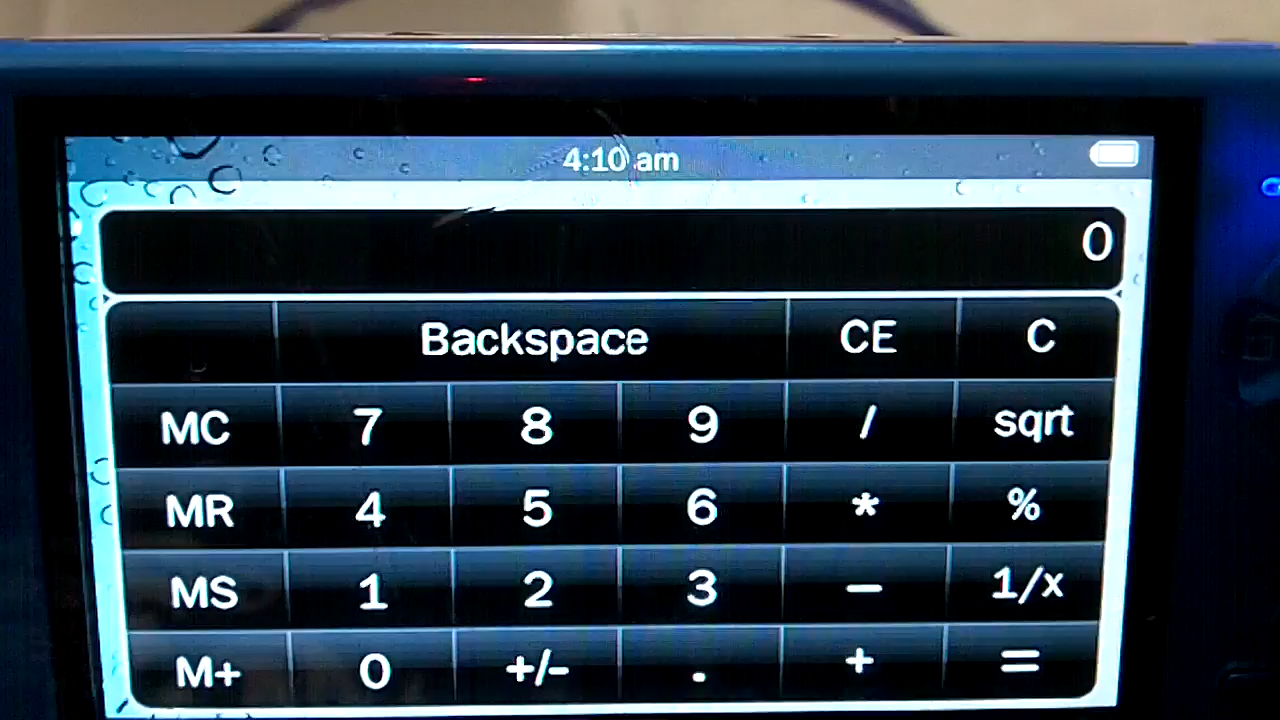 4:10 am
0
Backspace CE C
MC 7 8 9 / sqrt
MR 4 5 6 * %
MS 1 2 3 - 1/x
M+ 0 +/- . + =